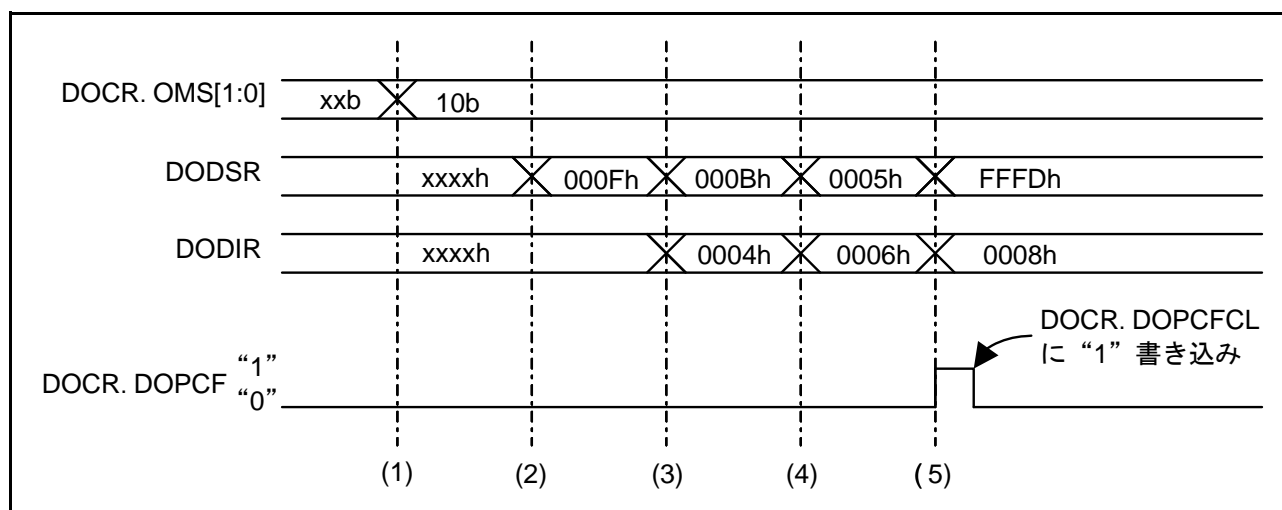 DOCR. OMS[1:0] xxb 10b
DODSR xxxxh 000Fh 000Bh 0005h FFFDh
DODIR xxxxh 0004h 0006h 0008h
DOCR. DOPCFCL
に “1” 書き込み
DOCR. DOPCF “1”
“0”
(1) (2) (3) (4) ( 5)